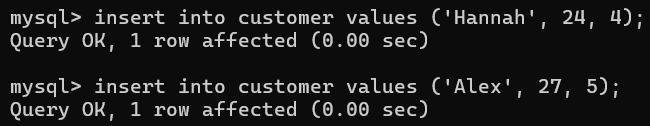 mysql> insert into customer values ('Hannah', 24, 4);
Query OK, 1 row affected (0.00 sec)
mysql> insert into customer values ('Alex', 27, 5);
Query OK, 1 row affected (0.00 sec)